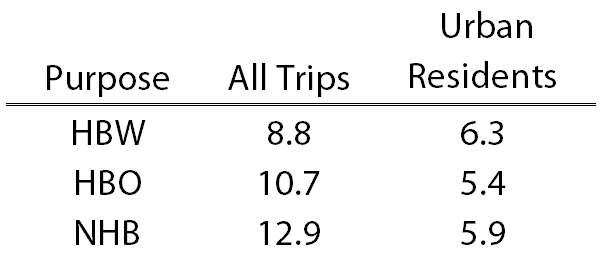 Urban
Purpose All Trips Residents
HBW 8.8 6.3
HBO 10.7 5.4
NHB 12.9 5.9